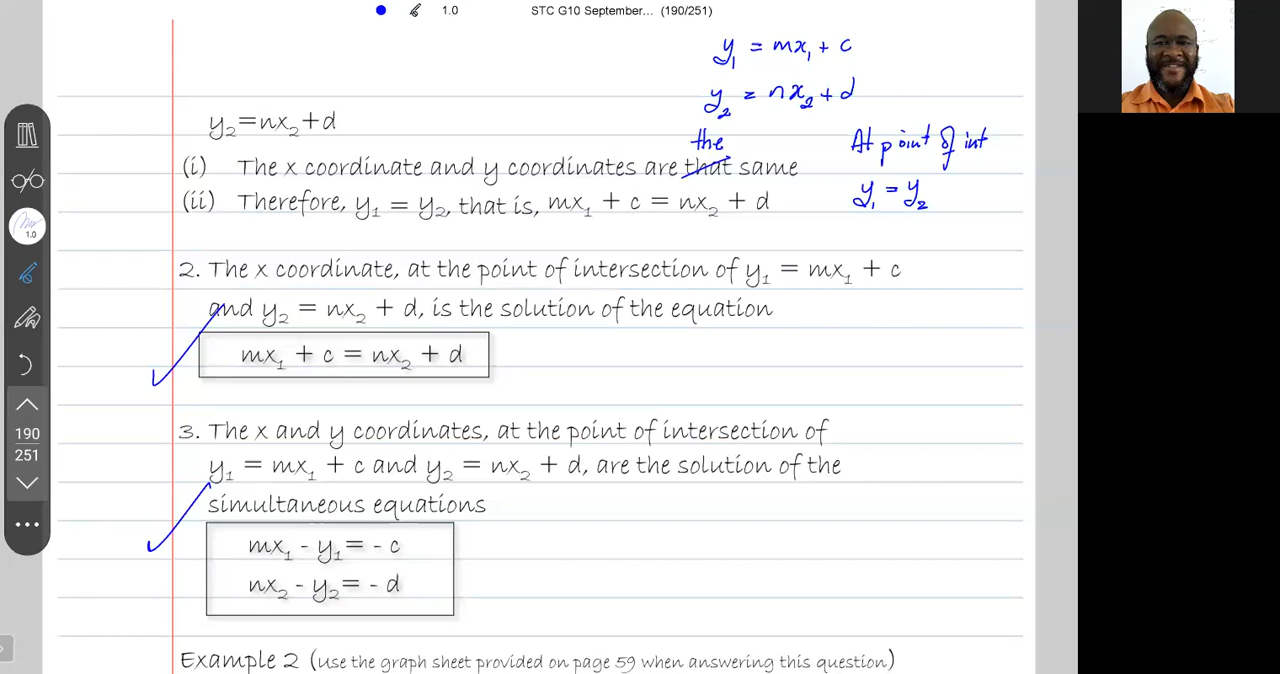 1.0 STC G10 September... (190/251)
y₁ = mx₁ + c
y₂ = nx₂ + d
y₂=nx₂+d
the
At point of int
(i) The x coordinate and y coordinates are that same
y₁ = y₂
(ii) Therefore, y₁ = y₂, that is, mx₁ + c = nx₂ + d
1.0
2. The x coordinate, at the point of intersection of y₁ = mx₁ + c
and y₂ = nx₂ + d, is the solution of the equation
mx₁ + c = nx₂ + d
3. The x and y coordinates, at the point of intersection of
y₁ = mx₁ + c and y₂ = nx₂ + d, are the solution of the
simultaneous equations
mx₁ - y₁ = - c
nx₂ - y₂ = - d
190
251
Example 2 (use the graph sheet provided on page 59 when answering this question)